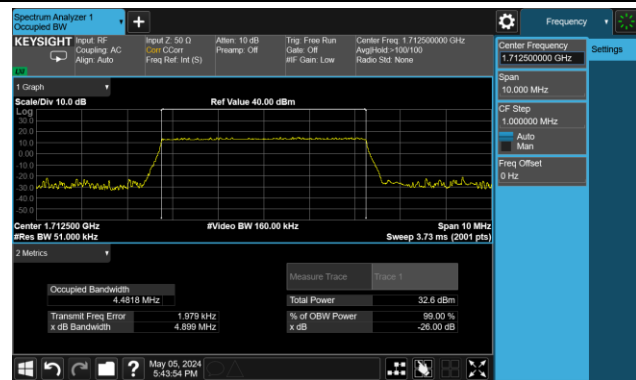 Spectrum Analyzer 1
Occupied BW
+
Frequency
KEYSIGHT
Input: RF
Coupling: AC
Align: Auto
Input Z: 50 Ω
Corr CCorr
Freq Ref: Int (S)
Atten: 10 dB
Preamp: Off
Trig: Free Run
Gate: Off
#IF Gain: Low
Center Freq: 1.712500000 GHz
Avg|Hold:>100/100
Radio Std: None
Center Frequency
1.712500000 GHz
Settings
Span
10.000 MHz
CF Step
1.000000 MHz
Auto
Man
Freq Offset
0 Hz
1 Graph
Scale/Div 10.0 dB
Ref Value 40.00 dBm
Log
30.0
20.0
10.0
0.00
-10.0
-20.0
-30.0
-40.0
-50.0
Center 1.712500 GHz
#Video BW 160.00 kHz
Span 10 MHz
#Res BW 51.000 kHz
Sweep 3.73 ms (2001 pts)
2 Metrics
Measure Trace
Trace 1
Occupied Bandwidth
4.4818 MHz
Total Power
32.6 dBm
Transmit Freq Error
1.979 kHz
% of OBW Power
99.00 %
x dB Bandwidth
4.899 MHz
x dB
-26.00 dB
?
May 05, 2024
5:43:54 PM